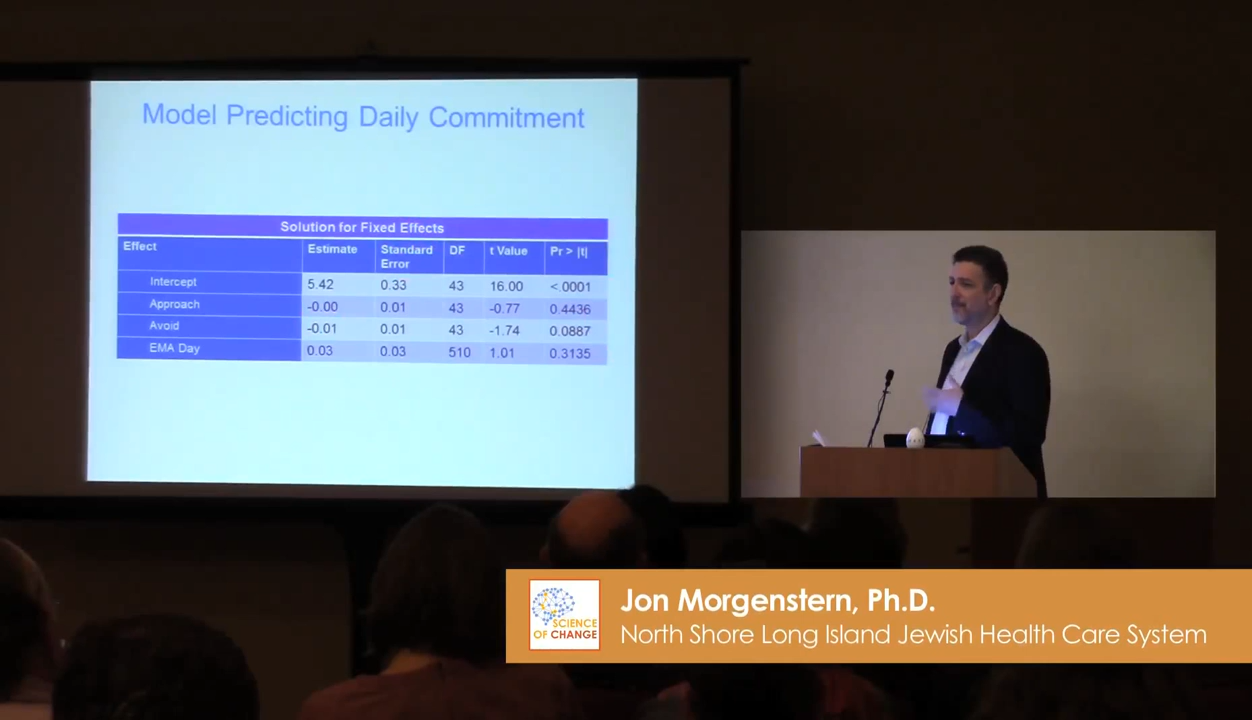 Model Predicting Daily Commitment
Solution for Fixed Effects
Effect Estimate Standard Error DF t Value Pr > |t|
Intercept 5.42 0.33 43 16.00 <.0001
Approach -0.00 0.01 43 -0.77 0.4436
Avoid -0.01 0.01 43 -1.74 0.0887
EMA Day 0.03 0.03 510 1.01 0.3135
SCIENCE
OF CHANGE
Jon Morgenstern, Ph.D.
North Shore Long Island Jewish Health Care System